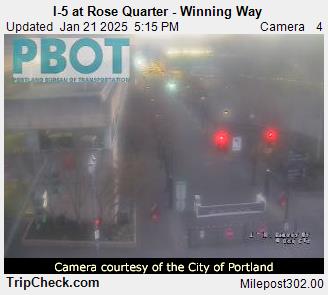 I-5 at Rose Quarter - Winning Way
Updated Jan 21 2025 5:15 PM Camera 4
PBOT
PORTLAND BUREAU OF TRANSPORTATION
Camera courtesy of the City of Portland
TripCheck.com Milepost302.00